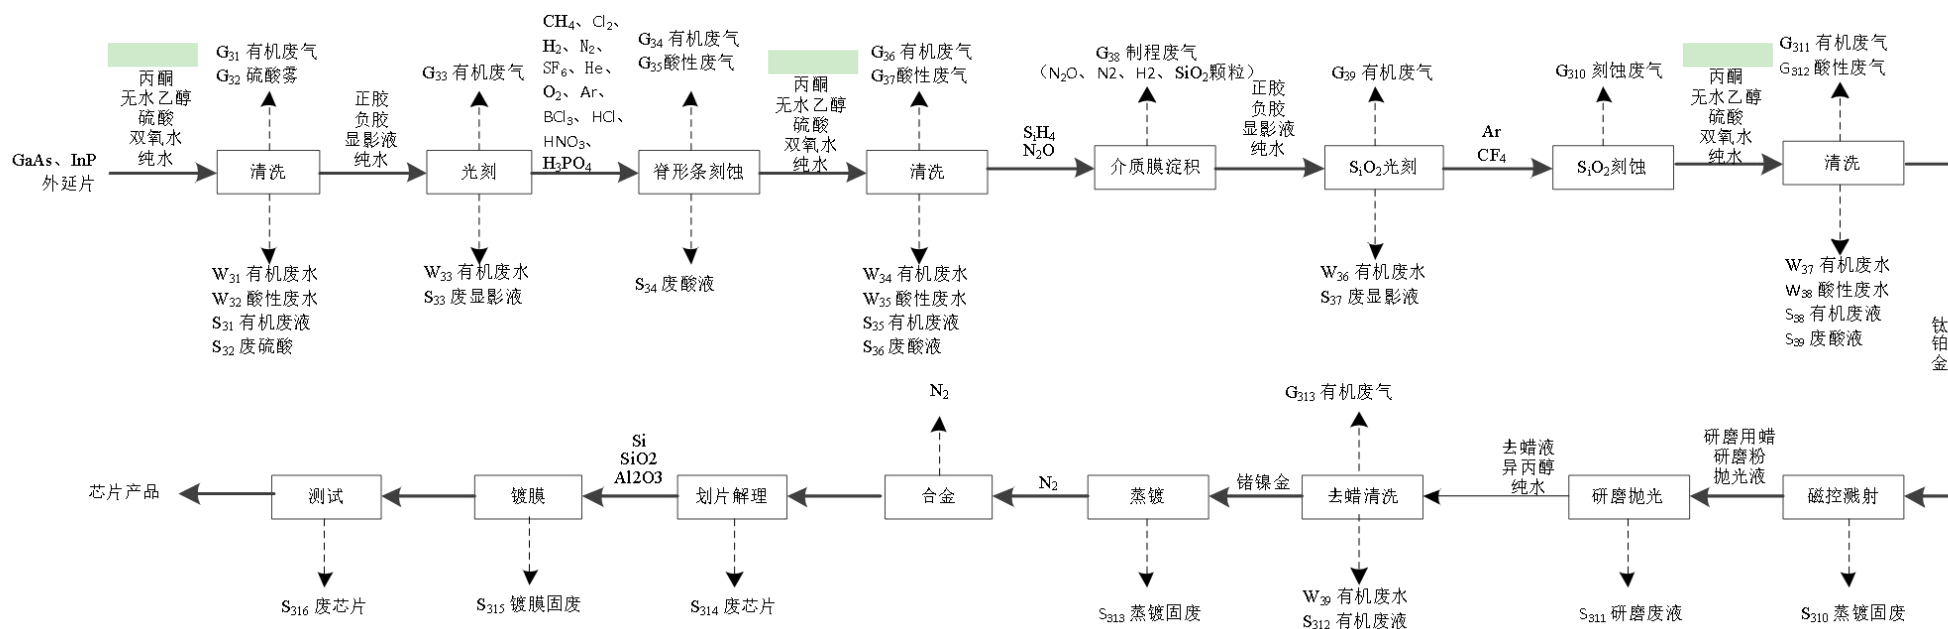 GaAs、InP
外延片
丙酮
无水乙醇
硫酸
双氧水
纯水
G31 有机废气
G32 硫酸雾
清洗
W31 有机废水
W32 酸性废水
S31 有机废液
S32 废硫酸
正胶
负胶
显影液
纯水
G33 有机废气
光刻
W33 有机废水
S33 废显影液
CH4、Cl2、
H2、N2、
SF6、He、
O2、Ar、
BCl3、HCl、
HNO3、
H3PO4
G34 有机废气
G35酸性废气
脊形条刻蚀
S34 废酸液
丙酮
无水乙醇
硫酸
双氧水
纯水
G36 有机废气
G37酸性废气
清洗
W34 有机废水
W35 酸性废水
S35 有机废液
S36 废酸液
SiH4
N2O
G38 制程废气
（N2O、N2、H2、SiO2颗粒）
介质膜淀积
正胶
负胶
显影液
纯水
G39 有机废气
SiO2光刻
W36 有机废水
S37 废显影液
Ar
CF4
G310 刻蚀废气
SiO2刻蚀
丙酮
无水乙醇
硫酸
双氧水
纯水
G311 有机废气
G312 酸性废气
清洗
W37 有机废水
W38 酸性废水
S38 有机废液
S39 废酸液
钛
铂
金
磁控溅射
S310 蒸镀固废
研磨用蜡
研磨粉
抛光液
研磨抛光
S311 研磨废液
去蜡液
异丙醇
纯水
G313 有机废气
去蜡清洗
W39 有机废水
S312 有机废液
锗镍金
蒸镀
S313 蒸镀固废
N2
N2
合金
划片解理
S314 废芯片
Si
SiO2
Al2O3
镀膜
S315 镀膜固废
测试
S316 废芯片
芯片产品